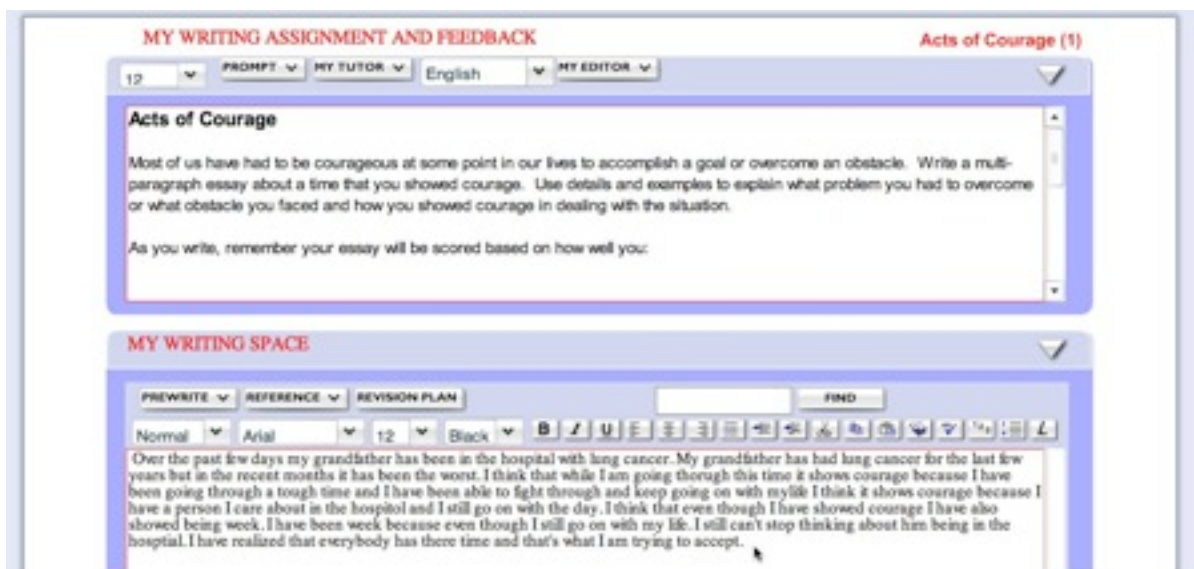 MY WRITING ASSIGNMENT AND FEEDBACK
Acts of Courage (1)
12 PROMPT MY TUTOR English MY EDITOR
Acts of Courage
Most of us have had to be courageous at some point in our lives to accomplish a goal or overcome an obstacle. Write a multi-
paragraph essay about a time that you showed courage. Use details and examples to explain what problem you had to overcome
or what obstacle you faced and how you showed courage in dealing with the situation.
As you write, remember your essay will be scored based on how well you:
MY WRITING SPACE
PREWRITE REFERENCE REVISION PLAN FIND
Normal Arial 12 Black B I U
Over the past few days my grandfather has been in the hospital with lung cancer. My grandfather has had lung cancer for the last few
years but in the recent months it has been the worst. I think that while I am going thorugh this time it shows courage because I have
been going through a tough time and I have been able to fight through and keep going on with mylife I think it shows courage because I
have a person I care about in the hospitol and I still go on with the day. I think that even though I have showed courage I have also
showed being week. I have been week because even though I still go on with my life. I still can't stop thinking about him being in the
hosptial. I have realized that everybody has there time and that's what I am trying to accept.